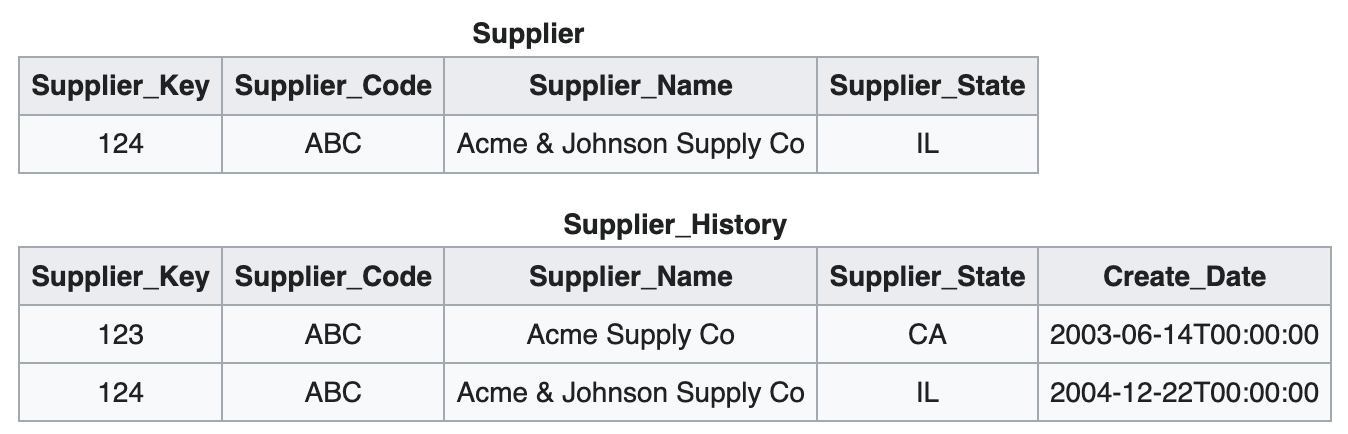 Supplier
Supplier_Key Supplier_Code Supplier_Name Supplier_State
124 ABC Acme & Johnson Supply Co IL
Supplier_History
Supplier_Key Supplier_Code Supplier_Name Supplier_State Create_Date
123 ABC Acme Supply Co CA 2003-06-14T00:00:00
124 ABC Acme & Johnson Supply Co IL 2004-12-22T00:00:00